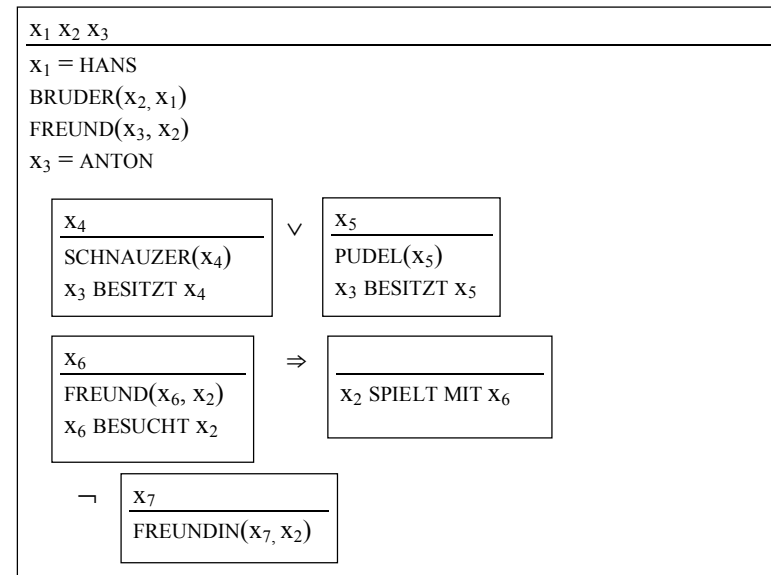 x₁ x₂ x₃
x₁ = HANS
BRUDER(x₂, x₁)
FREUND(x₃, x₂)
x₃ = ANTON
x₄ ∨ x₅
SCHNAUZER(x₄) PUDEL(x₅)
x₃ BESITZT x₄ x₃ BESITZT x₅
x₆ ⇒
FREUND(x₆, x₂) x₂ SPIELT MIT x₆
x₆ BESUCHT x₂
¬ x₇
FREUNDIN(x₇, x₂)